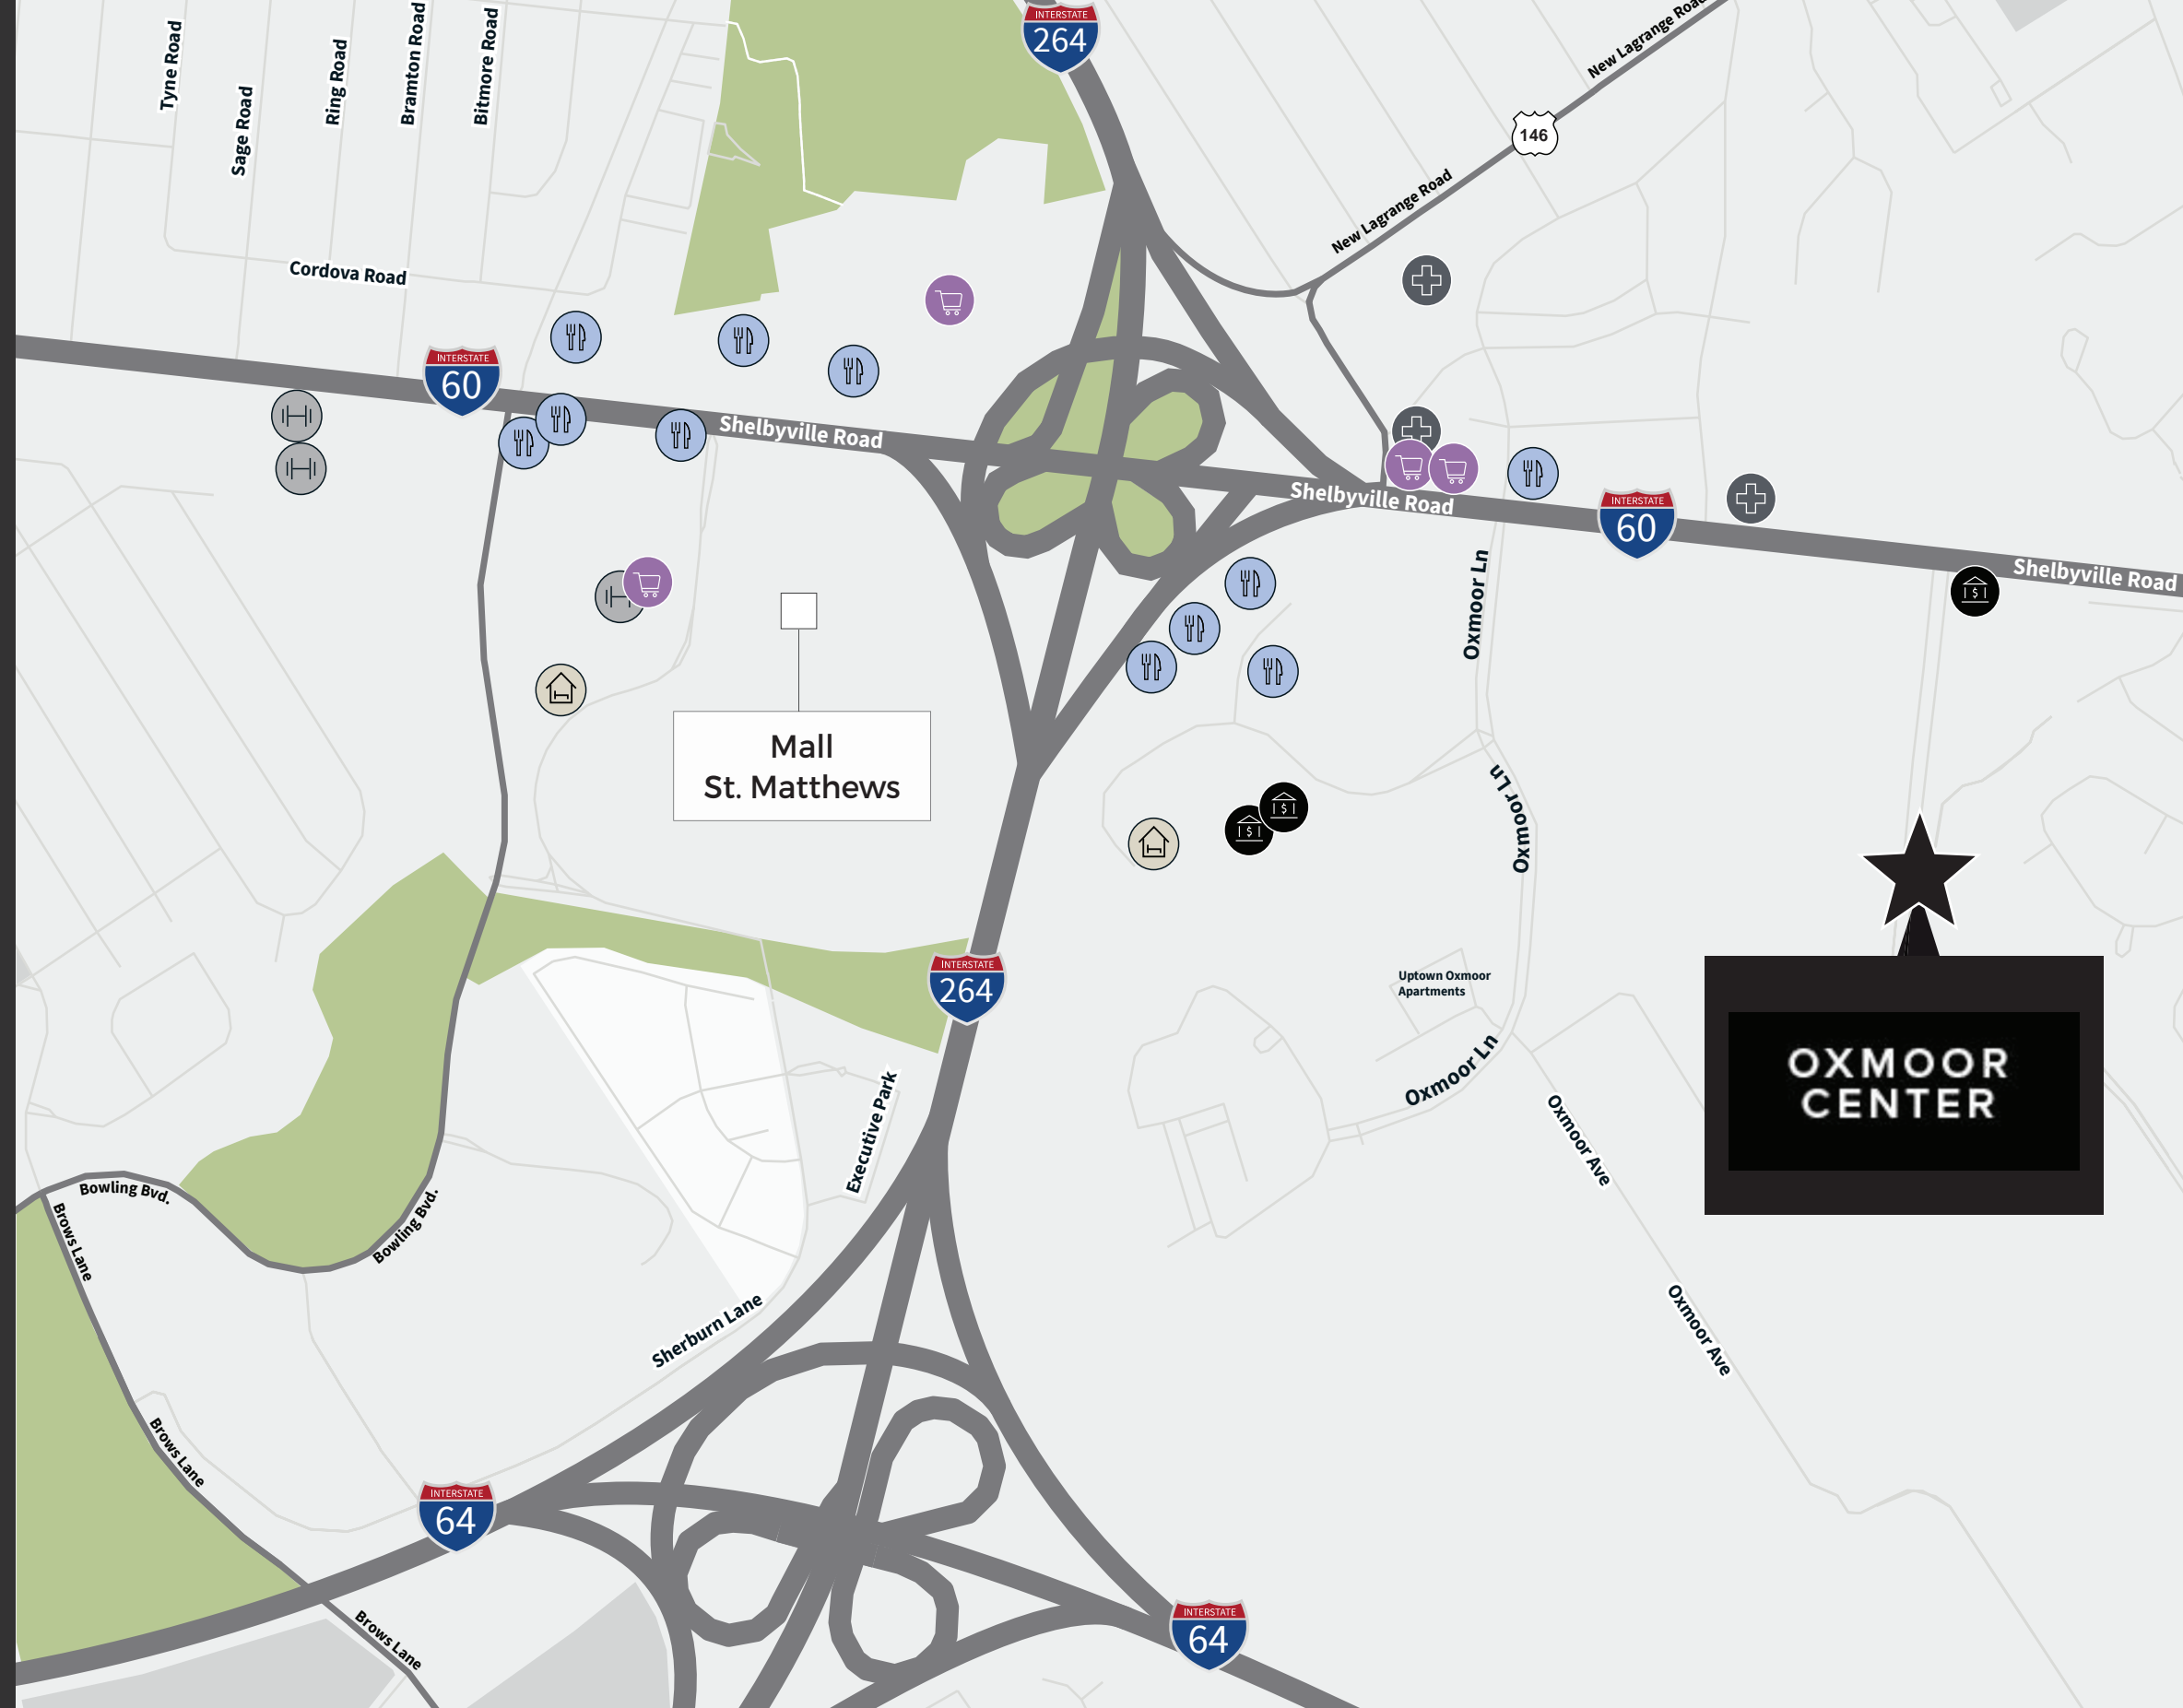 INTERSTATE
264
New Lagrange Road
146
New Lagrange Road
Tyne Road
Sage Road
Ring Road
Bramton Road
Bitmore Road
Cordova Road
INTERSTATE
60
Shelbyville Road
Shelbyville Road
INTERSTATE
60
Shelbyville Road
$
Oxmoor Ln
Mall
St. Matthews
Oxmoor Ln
$
$
INTERSTATE
264
Uptown Oxmoor
Apartments
Oxmoor Ln
OXMOOR
CENTER
Executive Park
Oxmoor Ave
Bowling Bvd.
Bowling Bvd.
Brows Lane
Sherburn Lane
Oxmoor Ave
Brows Lane
INTERSTATE
64
Brows Lane
INTERSTATE
64